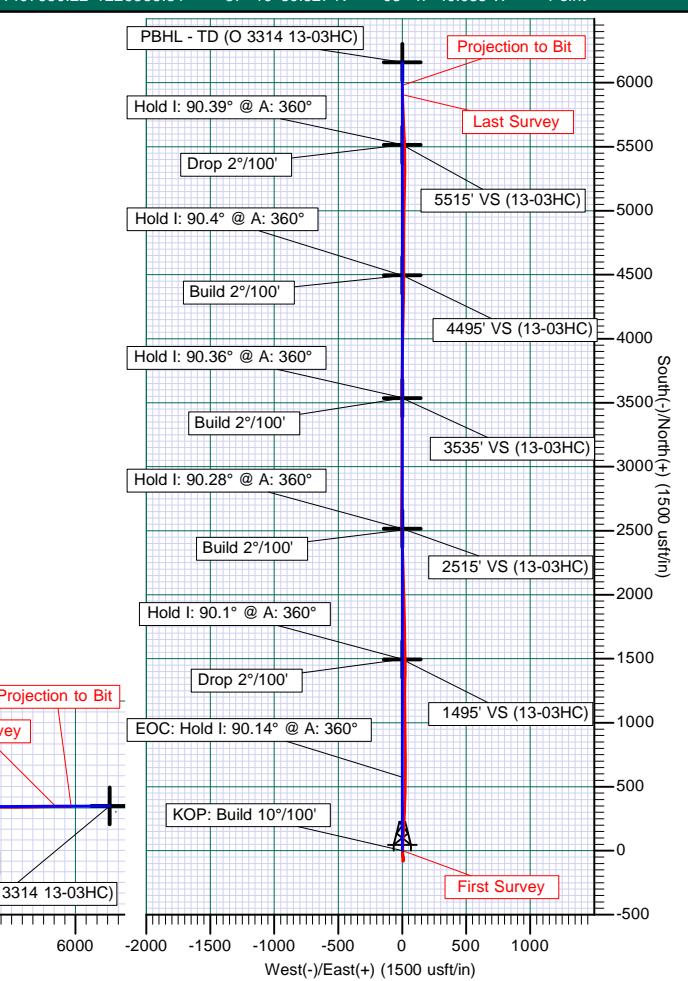 PBHL - TD (O 3314 13-03HC)
Projection to Bit
6000
Hold I: 90.39° @ A: 360°
Last Survey
5500
Drop 2°/100'
5515' VS (13-03HC)
5000
Hold I: 90.4° @ A: 360°
4500
Build 2°/100'
4495' VS (13-03HC)
4000
Hold I: 90.36° @ A: 360°
3500
Build 2°/100'
3535' VS (13-03HC)
3000
Hold I: 90.28° @ A: 360°
2500
Build 2°/100'
2515' VS (13-03HC)
2000
Hold I: 90.1° @ A: 360°
1500
Drop 2°/100'
1495' VS (13-03HC)
1000
EOC: Hold I: 90.14° @ A: 360°
500
KOP: Build 10°/100'
0
First Survey
-500
South(-)/North(+) (1500 usft/in)
-2000 -1500 -1000 -500 0 500 1000
West(-)/East(+) (1500 usft/in)
Projection to Bit
vey
3314 13-03HC)
6000